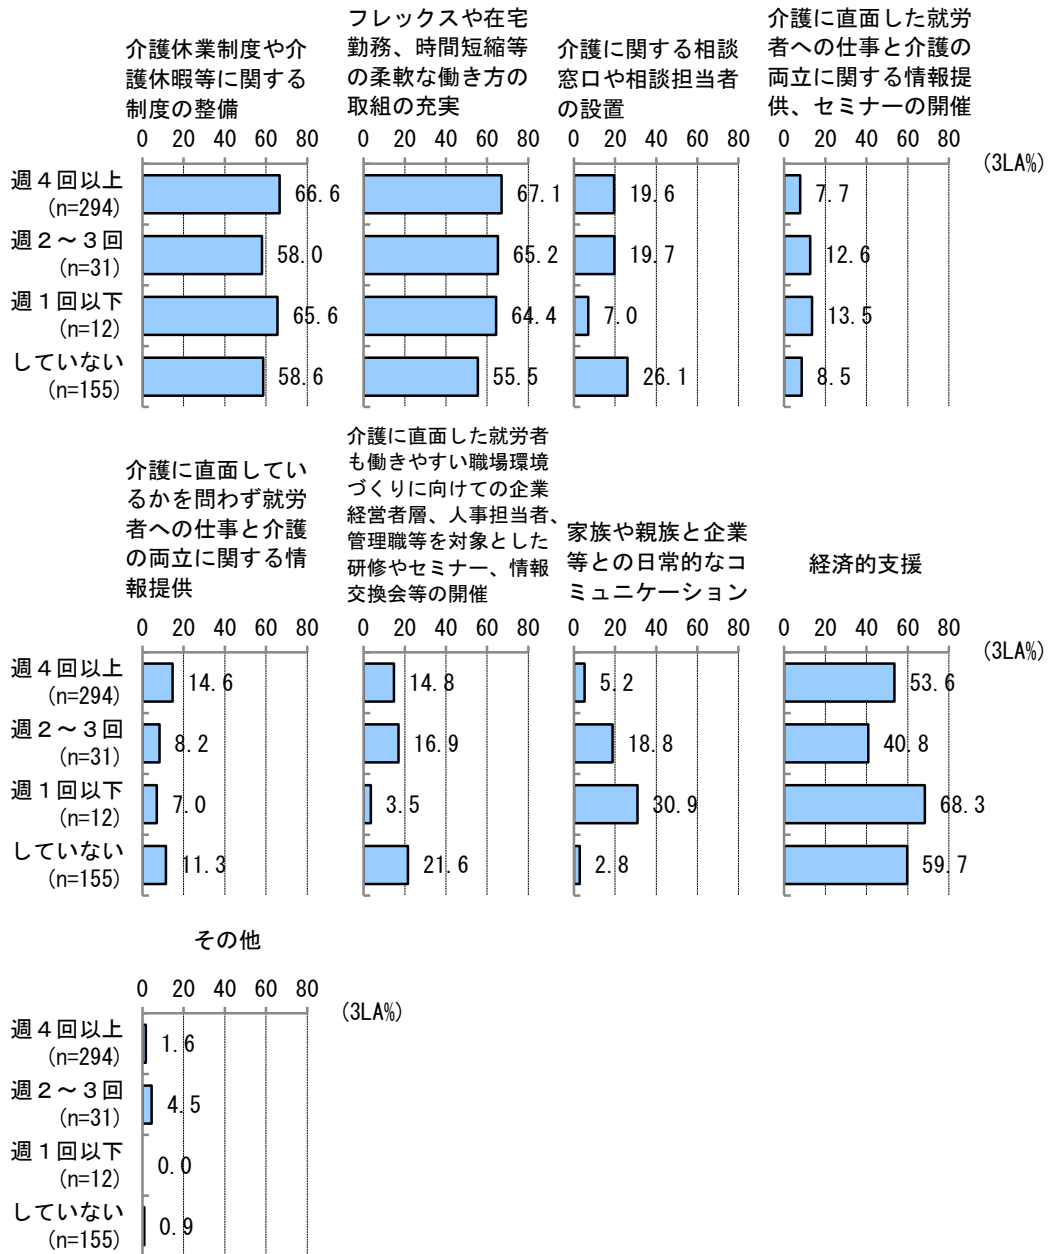 介護休業制度や介
護休暇等に関する
制度の整備
フレックスや在宅
勤務、時間短縮等
の柔軟な働き方の
取組の充実
介護に関する相談
窓口や相談担当者
の設置
介護に直面した就労
者への仕事と介護の
両立に関する情報提
供、セミナーの開催
0 20 40 60 80
0 20 40 60 80
0 20 40 60 80
0 20 40 60 80
(3LA%)
週4回以上
(n=294)
66.6
67.1
19.6
7.7
週2~3回
(n=31)
58.0
65.2
19.7
12.6
週1回以下
(n=12)
65.6
64.4
7.0
13.5
していない
(n=155)
58.6
55.5
26.1
8.5
介護に直面してい
るかを問わず就労
者への仕事と介護
の両立に関する情
報提供
介護に直面した就労者
も働きやすい職場環境
づくりに向けての企業
経営者層、人事担当者、
管理職等を対象とした
研修やセミナー、情報
交換会等の開催
家族や親族と企業
等との日常的なコ
ミュニケーション
経済的支援
0 20 40 60 80
0 20 40 60 80
0 20 40 60 80
0 20 40 60 80
(3LA%)
週4回以上
(n=294)
14.6
14.8
5.2
53.6
週2~3回
(n=31)
8.2
16.9
18.8
40.8
週1回以下
(n=12)
7.0
3.5
30.9
68.3
していない
(n=155)
11.3
21.6
2.8
59.7
その他
0 20 40 60 80
(3LA%)
週4回以上
(n=294)
1.6
週2~3回
(n=31)
4.5
週1回以下
(n=12)
0.0
していない
(n=155)
0.9